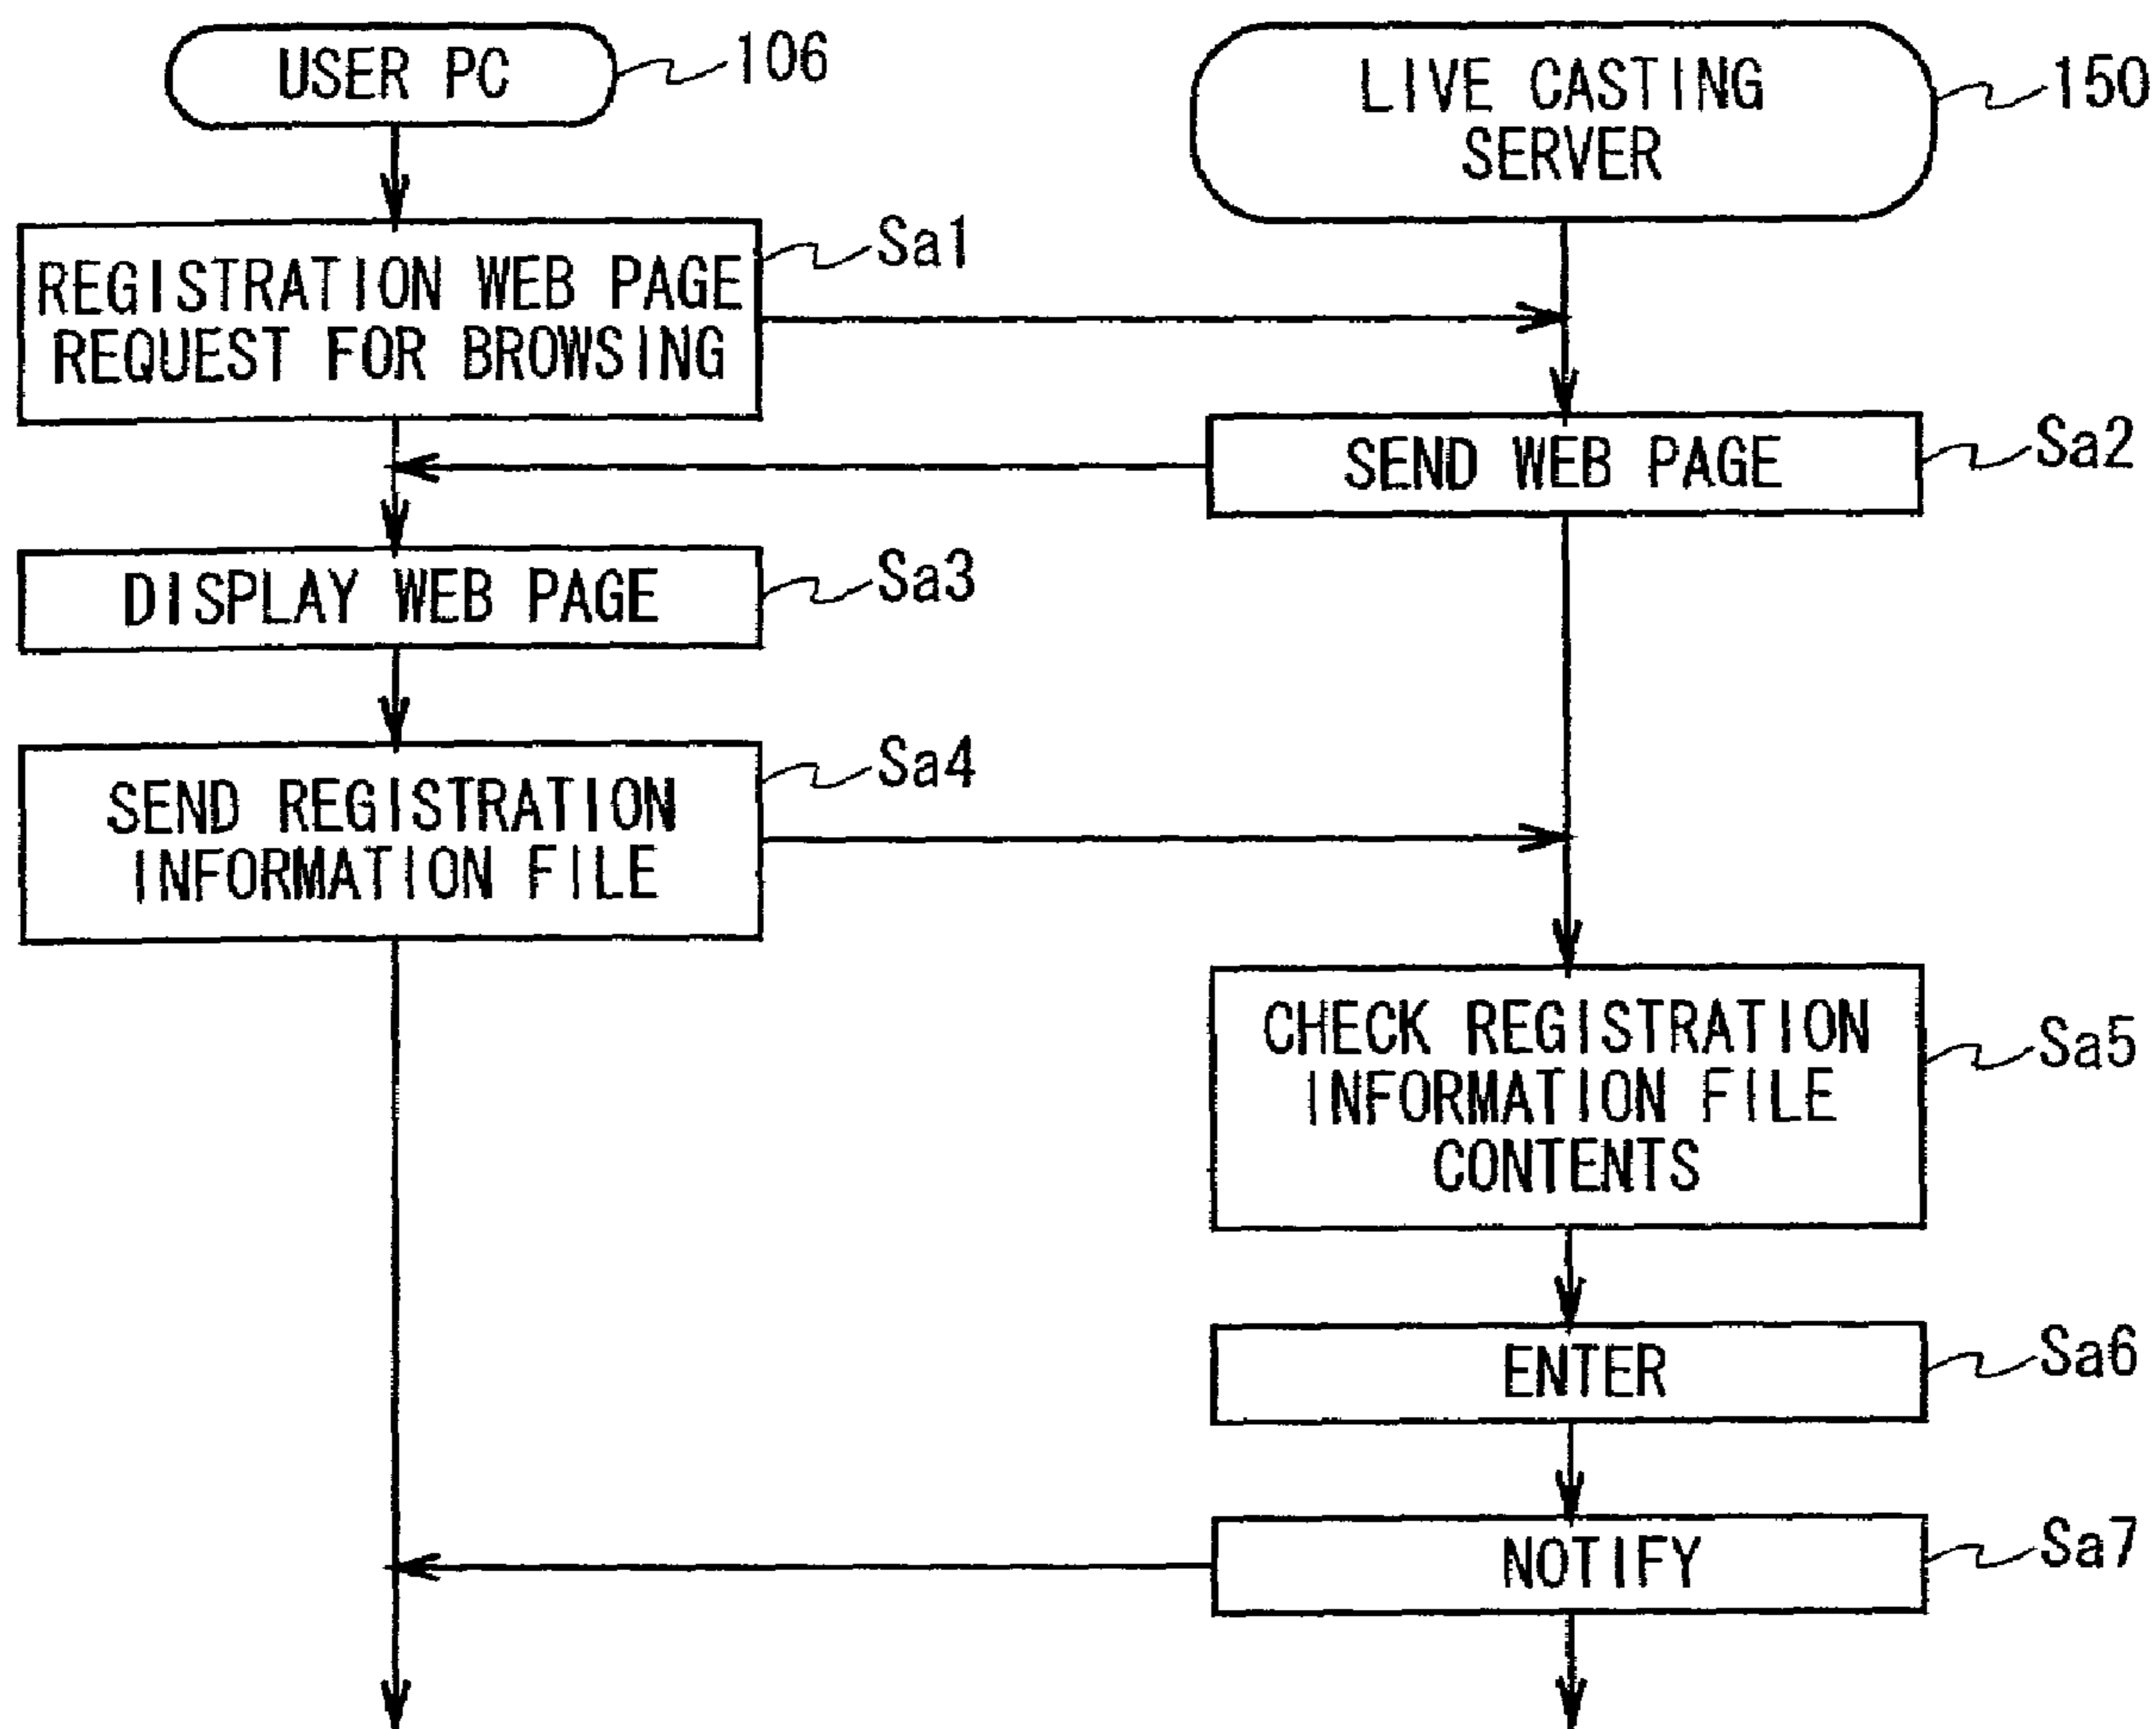 USER PC
106
LIVE CASTING
SERVER
150
REGISTRATION WEB PAGE
REQUEST FOR BROWSING
Sa1
SEND WEB PAGE
Sa2
DISPLAY WEB PAGE
Sa3
SEND REGISTRATION
INFORMATION FILE
Sa4
CHECK REGISTRATION
INFORMATION FILE
CONTENTS
Sa5
ENTER
Sa6
NOTIFY
Sa7